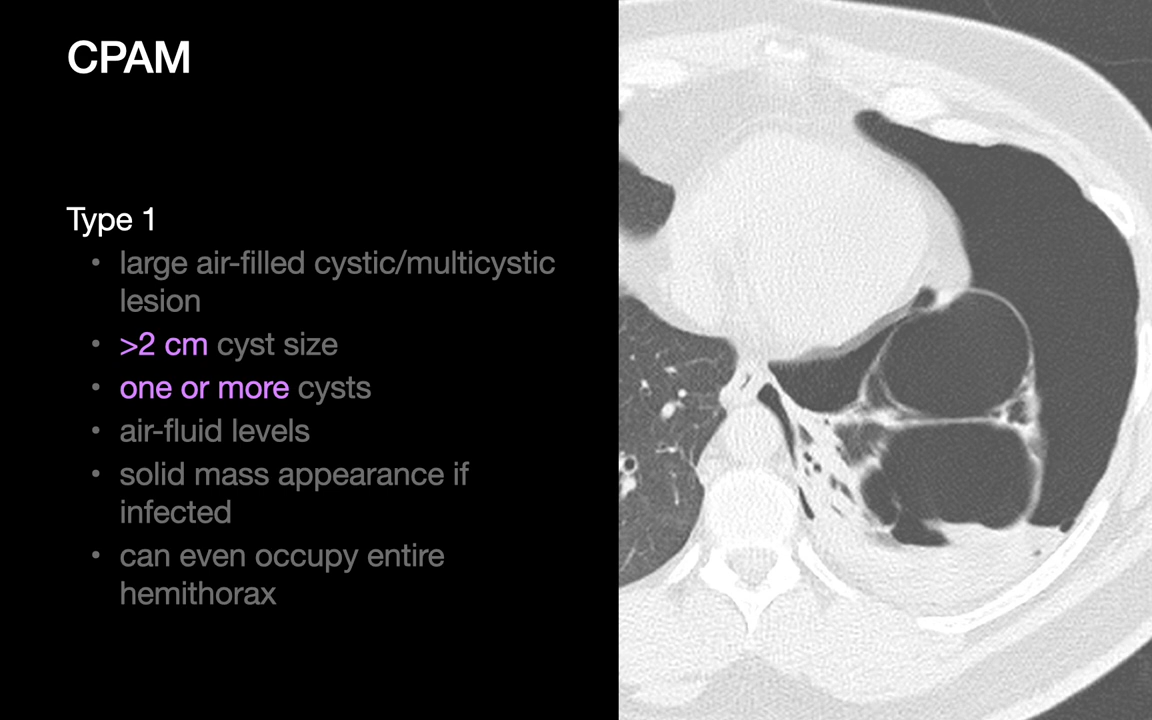 CPAM
Type 1
• large air-filled cystic/multicystic
lesion
• >2 cm cyst size
• one or more cysts
• air-fluid levels
• solid mass appearance if
infected
• can even occupy entire
hemithorax